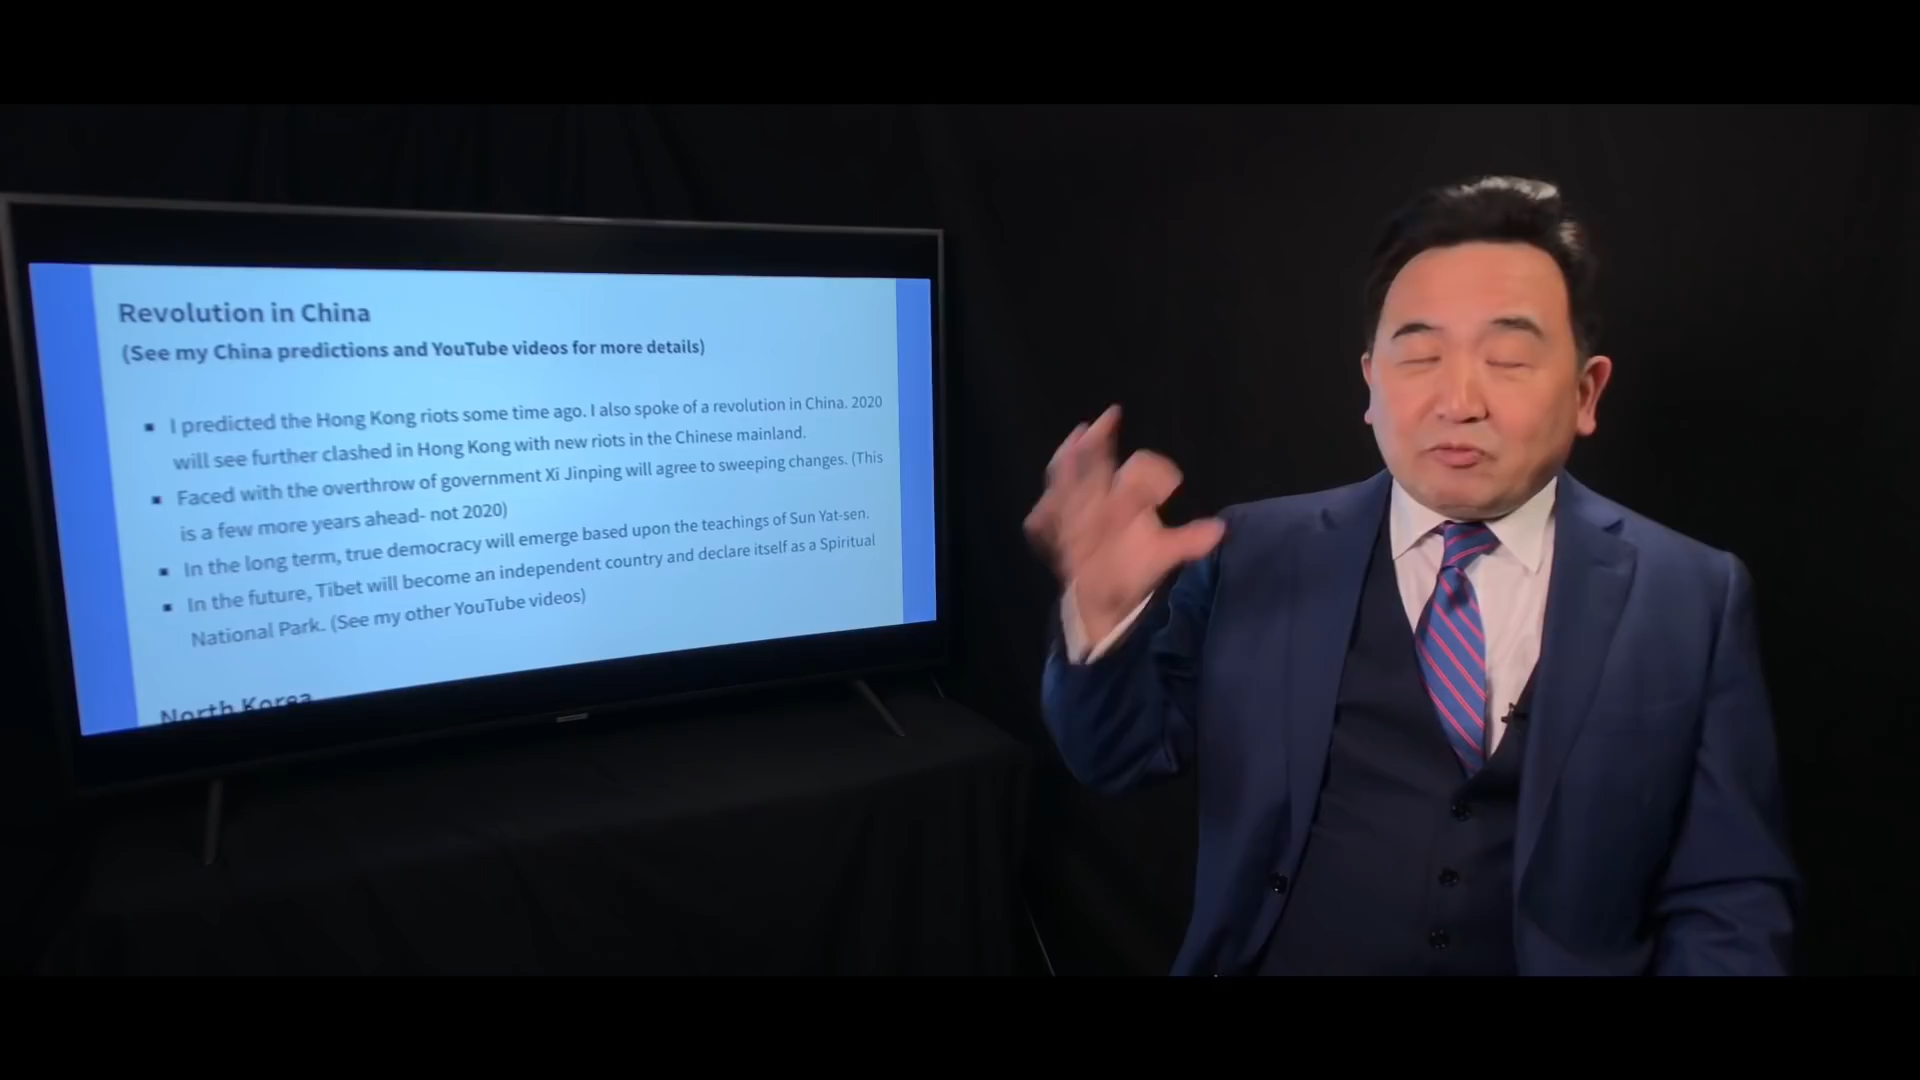 Revolution in China
(See my China predictions and YouTube videos for more details)
▪ I predicted the Hong Kong riots some time ago. I also spoke of a revolution in China. 2020
will see further clashed in Hong Kong with new riots in the Chinese mainland.
▪ Faced with the overthrow of government Xi Jinping will agree to sweeping changes. (This
is a few more years ahead- not 2020)
▪ In the long term, true democracy will emerge based upon the teachings of Sun Yat-sen.
▪ In the future, Tibet will become an independent country and declare itself as a Spiritual
National Park. (See my other YouTube videos)
North Korea